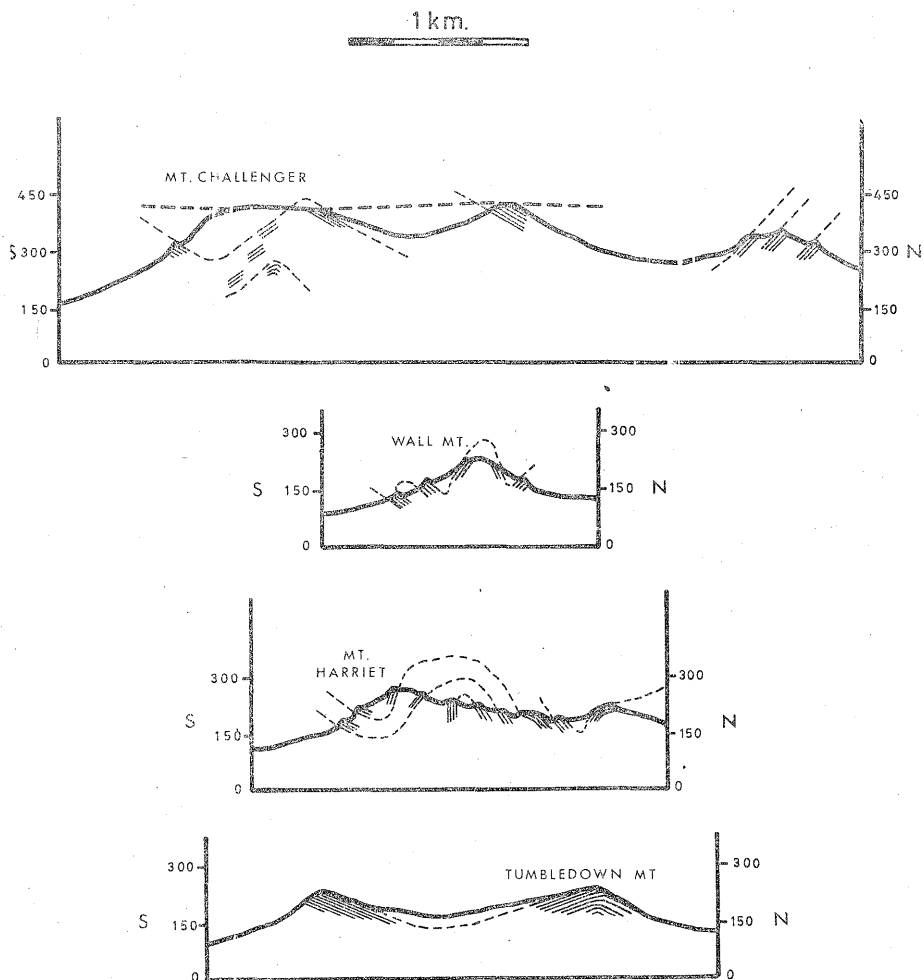 1 km.
MT. CHALLENGER
450 450
S 300 300 N
150 150
0 0
300 300
WALL MT.
S 150 150 N
0 0
MT.
HARRIET
300 300
S N
150 150
0 0
300 300
TUMBLEDOWN MT
S 150 150 N
0 0